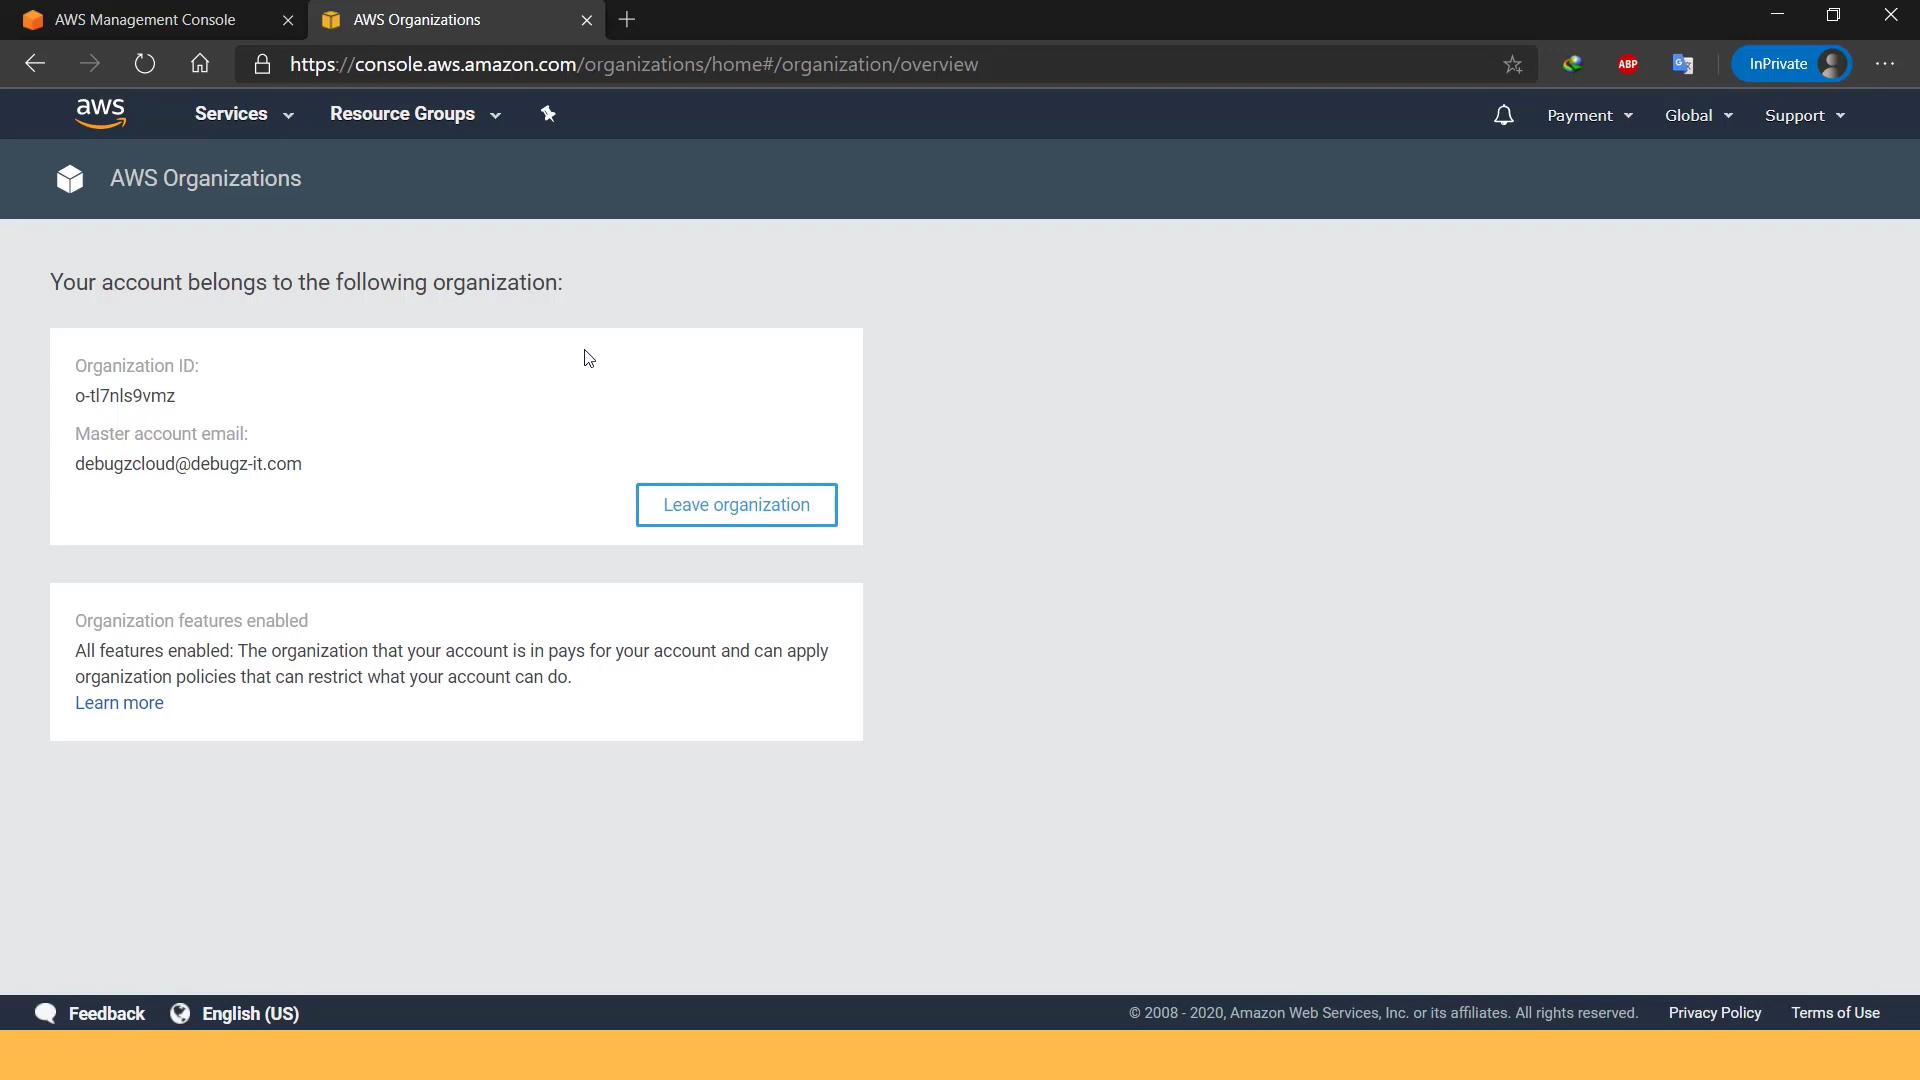 AWS Management Console
AWS Organizations
https://console.aws.amazon.com/organizations/home#/organization/overview
ABP
InPrivate
aws
Services
Resource Groups
Payment
Global
Support
AWS Organizations
Your account belongs to the following organization:
Organization ID:
o-tl7nls9vmz
Master account email:
debugzcloud@debugz-it.com
Leave organization
Organization features enabled
All features enabled: The organization that your account is in pays for your account and can apply
organization policies that can restrict what your account can do.
Learn more
Feedback
English (US)
© 2008 - 2020, Amazon Web Services, Inc. or its affiliates. All rights reserved.
Privacy Policy
Terms of Use